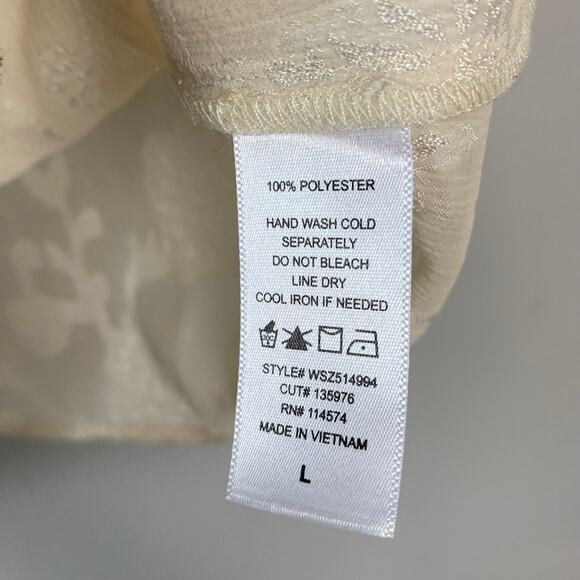 100% POLYESTER
HAND WASH COLD
SEPARATELY
DO NOT BLEACH
LINE DRY
COOL IRON IF NEEDED
STYLE# WSZ514994
CUT# 135976
RN# 114574
MADE IN VIETNAM
L